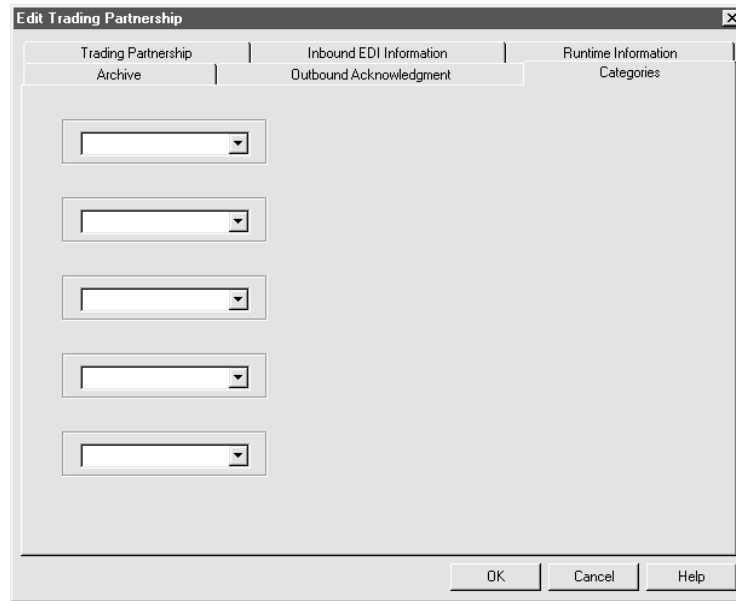 Edit Trading Partnership
Trading Partnership Inbound EDI Information Runtime Information
Archive Outbound Acknowledgment Categories
OK Cancel Help